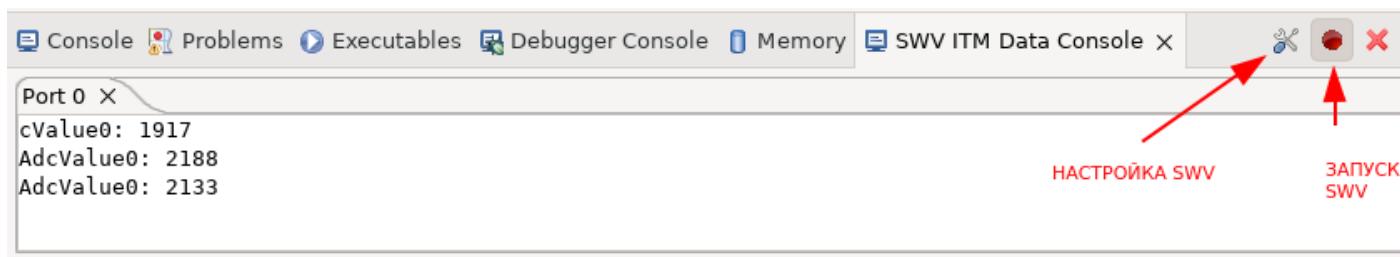 Console Problems Executables Debugger Console Memory SWV ITM Data Console
Port 0
cValue0: 1917
AdcValue0: 2188
AdcValue0: 2133
НАСТРОЙКА SWV
ЗАПУСК
SWV